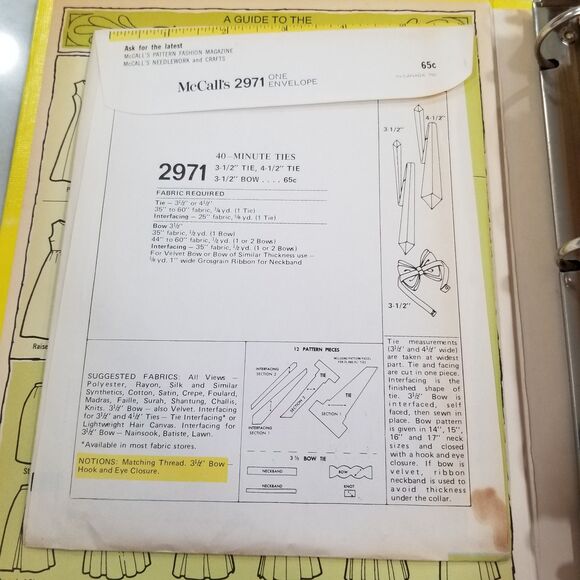 A GUIDE TO THE
Ask for the latest
McCALL'S PATTERN FASHION MAGAZINE
McCALL'S NEEDLEWORK and CRAFTS
65c
McCall's 2971 ONE ENVELOPE
40-MINUTE TIES
2971 3-1/2" TIE, 4-1/2" TIE
3-1/2" BOW .... 65c
FABRIC REQUIRED
Tie — 3½" or 4½"
35" to 60" fabric, ¾ yd. (1 Tie)
Interfacing — 25" fabric, ⅝ yd. (1 Tie)
Bow 3½"
35" fabric, ½ yd. (1 Bow)
44" to 60" fabric, ½ yd. (1 or 2 Bows)
Interfacing — 35" fabric, ½ yd. (1 or 2 Bows)
For Velvet Bow or Bow of Similar Thickness use —
yd. 1" wide Grosgrain Ribbon for Neckband
3-1/2"
4-1/2"
3-1/2"
SUGGESTED FABRICS: All Views -
Polyester, Rayon, Silk and Similar
Synthetics, Cotton, Satin, Crepe, Foulard,
Madras, Faille, Surah, Shantung, Challis,
Knits. 3½" Bow — also Velvet. Interfacing
for 3½" and 4½" Ties - Tie Interfacing* or
Lightweight Hair Canvas. Interfacing for
3½" Bow — Nainsook, Batiste, Lawn.
*Available in most fabric stores.
NOTIONS: Matching Thread. 3½" Bow —
Hook and Eye Closure.
12 PATTERN PIECES
INTERFACING
SECTION 2
TIE
SECTION 3
TIE
SECTION 1
INTERFACING
SECTION 1
3 ½ BOW TIE
NECKBAND
BOW
NECKBAND
KNOT
Tie measurements
(3½" and 4½" wide)
are taken at widest
part. Tie and facing
are cut in one piece.
Interfacing is the
finished shape of
tie. 3½" Bow is
interfaced, self
faced, then sewn in
place. Bow pattern
is given in 14", 15",
16" and 17" neck
sizes and closed
with a hook and eye
closure. If bow is
velvet, ribbon
neckband is used to
avoid thickness
under the collar.